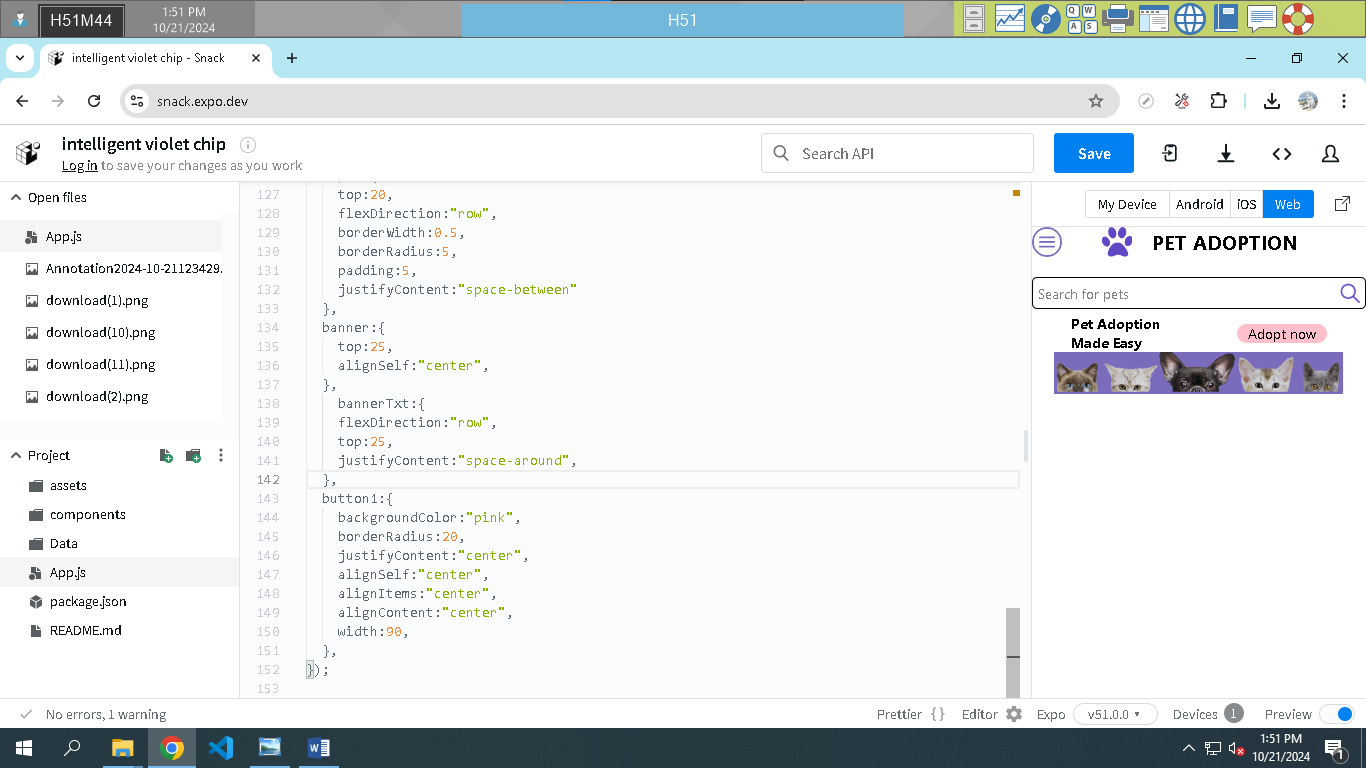 H51M44
1:51 PM
10/21/2024
H51
Q W
A S
intelligent violet chip - Snack
snack.expo.dev
intelligent violet chip
Log in to save your changes as you work
Search API
Save
Open files
App.js
Annotation2024-10-21123429.
download(1).png
download(10).png
download(11).png
download(2).png
Project
assets
components
Data
App.js
package.json
README.md
127 top:20,
128 flexDirection:"row",
129 borderWidth:0.5,
130 borderRadius:5,
131 padding:5,
132 justifyContent:"space-between"
133 },
134 banner:{
135 top:25,
136 alignSelf:"center",
137 },
138 bannerTxt:{
139 flexDirection:"row",
140 top:25,
141 justifyContent:"space-around",
142 },
143 button1:{
144 backgroundColor:"pink",
145 borderRadius:20,
146 justifyContent:"center",
147 alignSelf:"center",
148 alignItems:"center",
149 alignContent:"center",
150 width:90,
151 },
152 });
153
My Device Android iOS Web
PET ADOPTION
Search for pets
Pet Adoption
Made Easy
Adopt now
No errors, 1 warning
Prettier { } Editor Expo v51.0.0 Devices 1 Preview
1:51 PM
10/21/2024
1